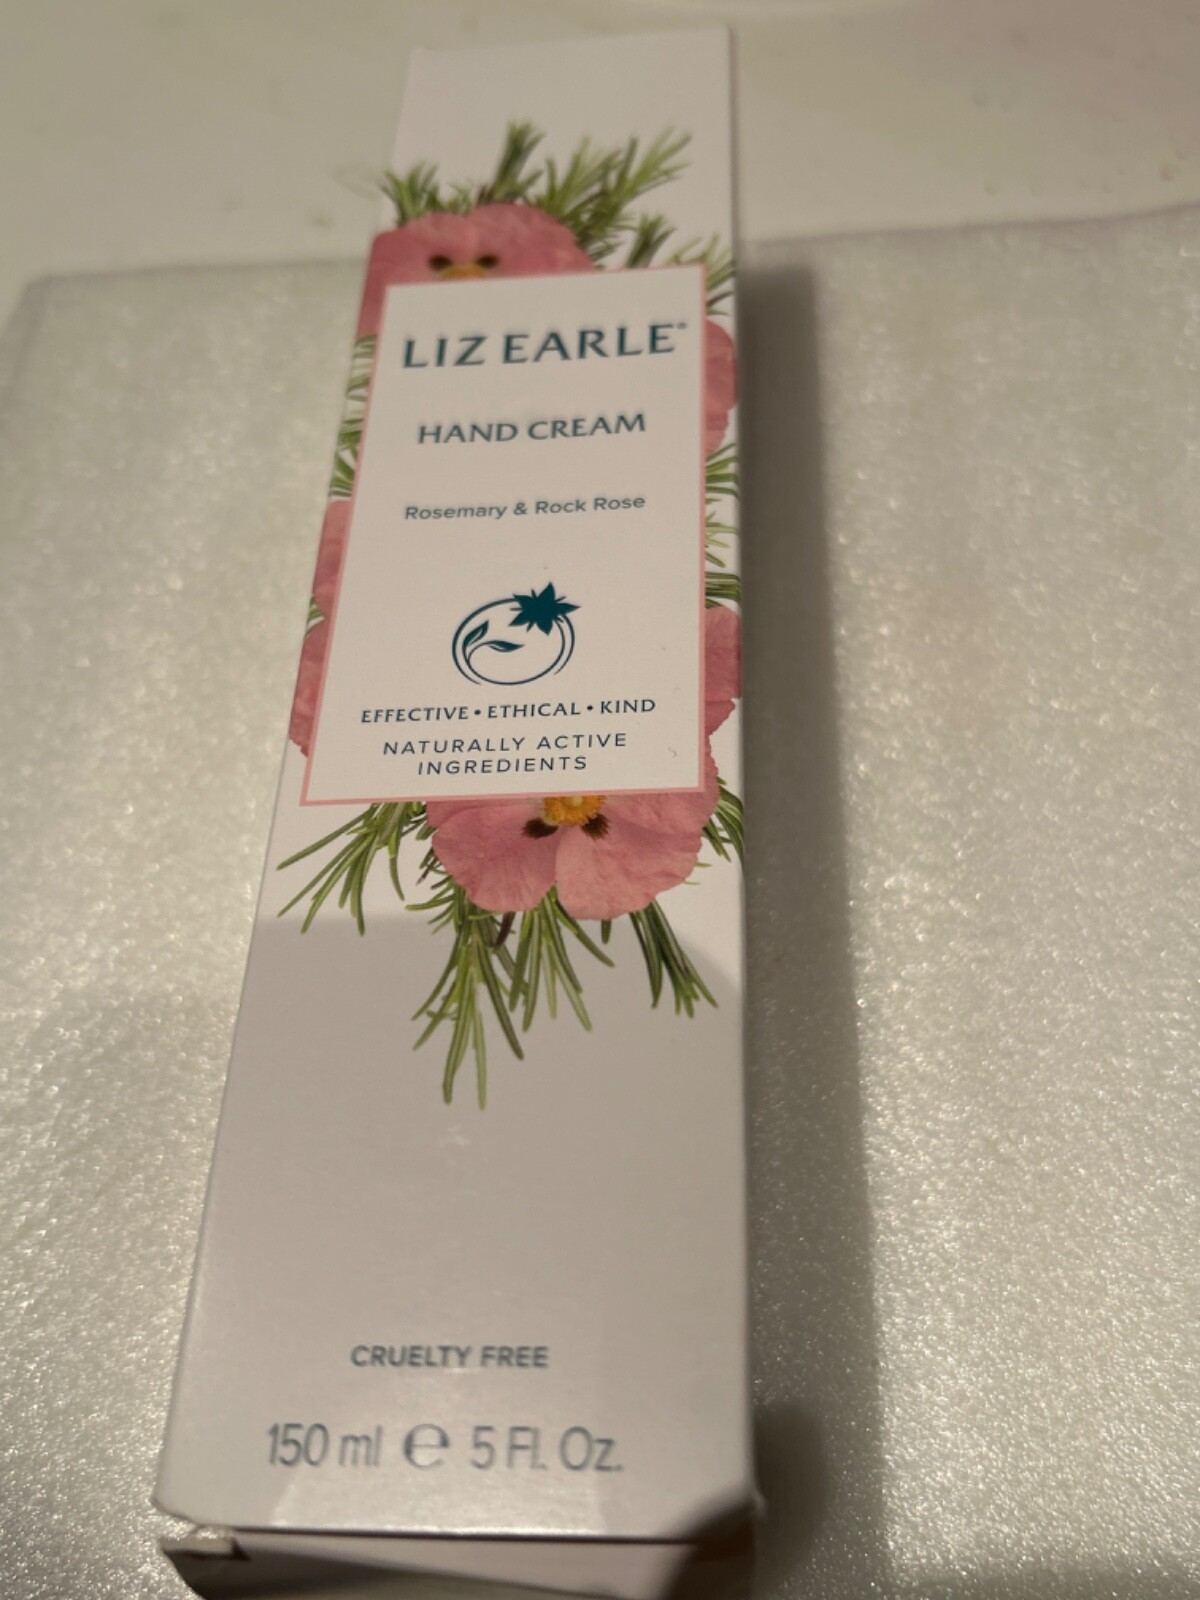 LIZ EARLE®
HAND CREAM
Rosemary & Rock Rose
EFFECTIVE • ETHICAL • KIND
NATURALLY ACTIVE
INGREDIENTS
CRUELTY FREE
150 ml ℮ 5 Fl. Oz.